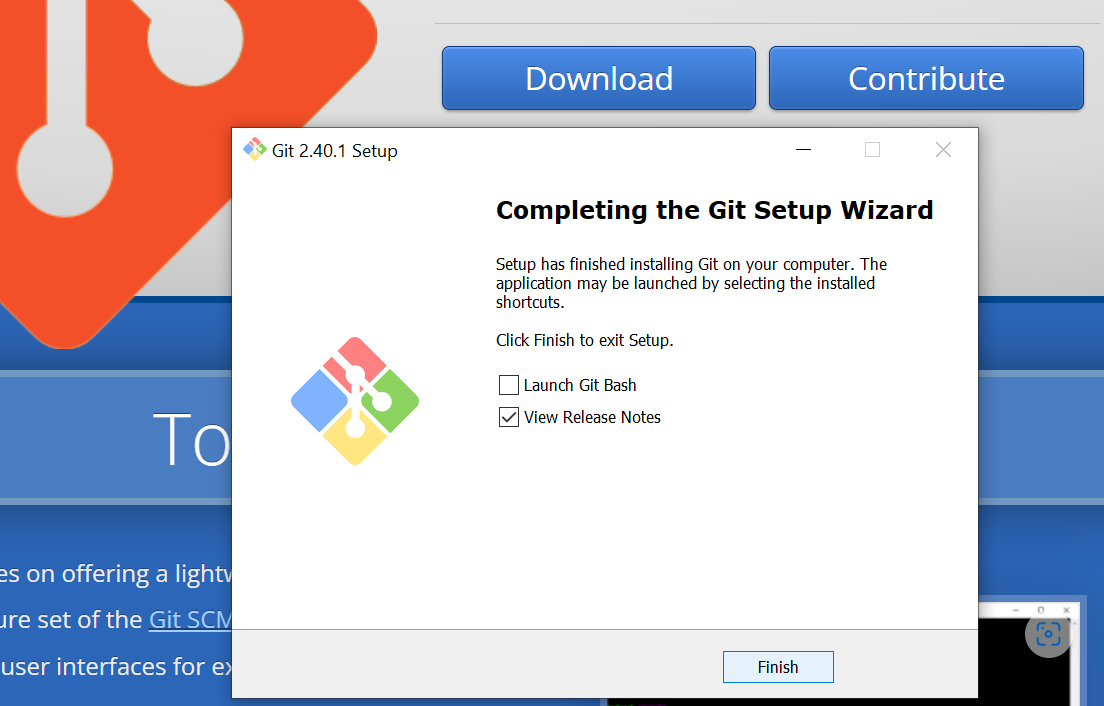 Download
Contribute
Git 2.40.1 Setup
Completing the Git Setup Wizard
Setup has finished installing Git on your computer. The
application may be launched by selecting the installed
shortcuts.
Click Finish to exit Setup.
Launch Git Bash
View Release Notes
To
es on offering a lightw
ure set of the Git SCM
user interfaces for ex
Finish